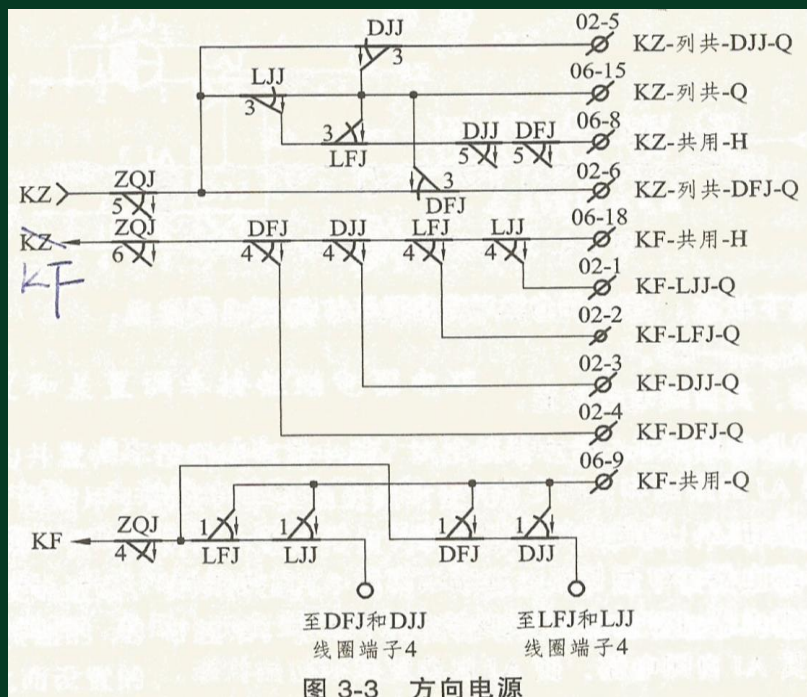 DJJ
3
02-5
KZ-列共-DJJ-Q
LJJ
3
06-15
KZ-列共-Q
3
LFJ
DJJ
5
DFJ
5
06-8
KZ-共用-H
KZ
ZQJ
5
3
DFJ
02-6
KZ-列共-DFJ-Q
KZ
KF
ZQJ
6
DFJ
4
DJJ
4
LFJ
4
LJJ
4
06-18
KF-共用-H
02-1
KF-LJJ-Q
02-2
KF-LFJ-Q
02-3
KF-DJJ-Q
02-4
KF-DFJ-Q
06-9
KF-共用-Q
KF
ZQJ
4
1
LFJ
1
LJJ
1
DFJ
1
DJJ
至DFJ和DJJ
线圈端子4
至LFJ和LJJ
线圈端子4
图 3-3 方向电源